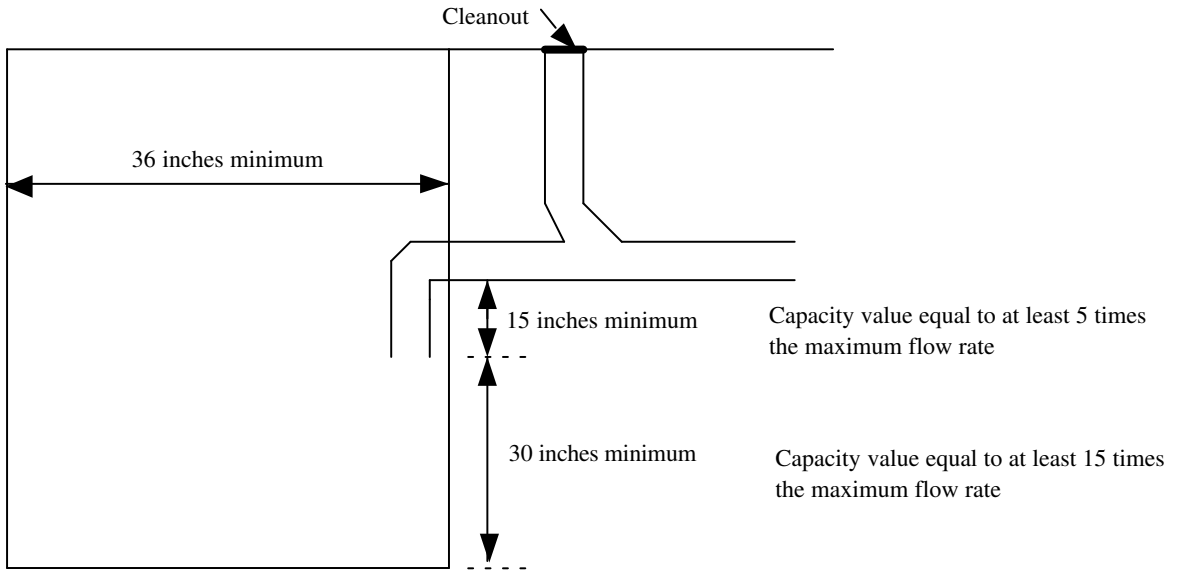 Cleanout
36 inches minimum
15 inches minimum
Capacity value equal to at least 5 times
the maximum flow rate
30 inches minimum
Capacity value equal to at least 15 times
the maximum flow rate